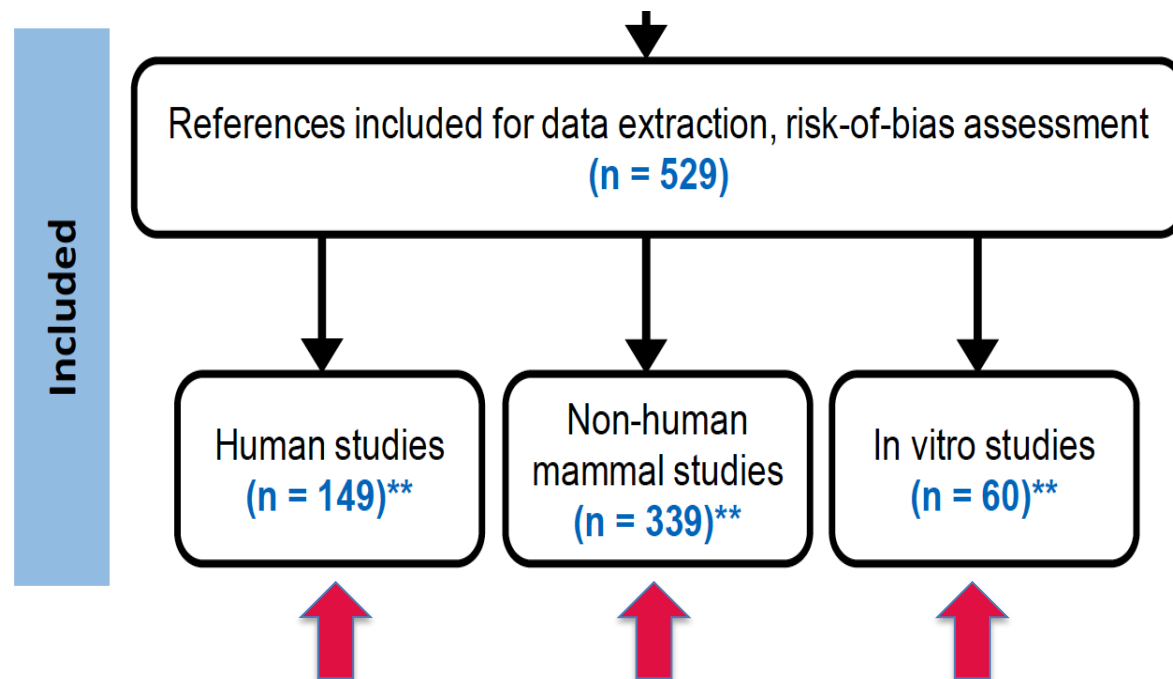 References included for data extraction, risk-of-bias assessment
(n = 529)
Included
Human studies
(n = 149)**
Non-human
mammal studies
(n = 339)**
In vitro studies
(n = 60)**